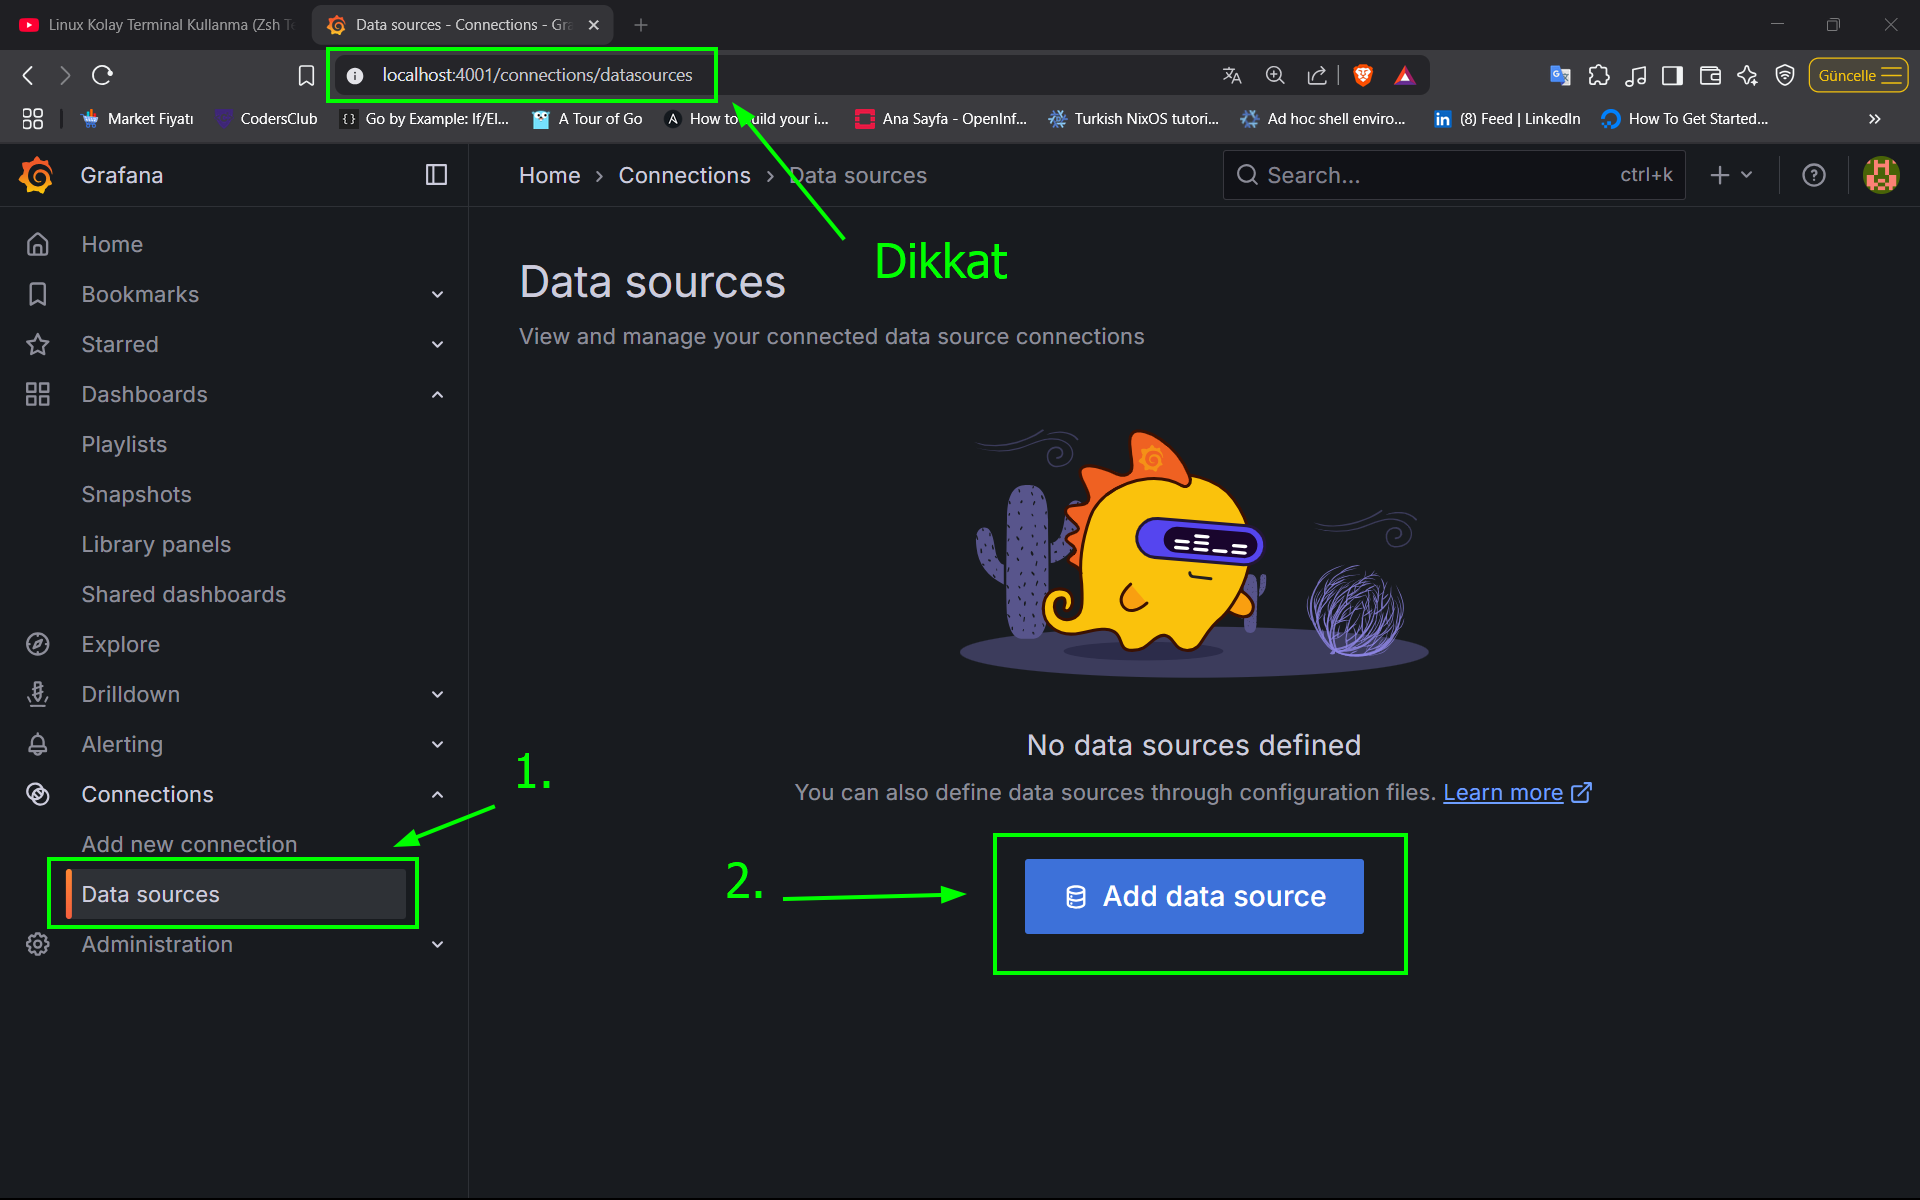 Linux Kolay Terminal Kullanma (Zsh Te
Data sources - Connections - Gra
localhost:4001/connections/datasources
Güncelle
Market Fiyatı
CodersClub
Go by Example: If/El...
A Tour of Go
How to build your i...
Ana Sayfa - OpenInf...
Turkish NixOS tutori...
Ad hoc shell enviro...
(8) Feed | LinkedIn
How To Get Started...
Grafana
Home
Connections
Data sources
Search...
ctrl+k
Home
Bookmarks
Starred
Dashboards
Playlists
Snapshots
Library panels
Shared dashboards
Explore
Drilldown
Alerting
Connections
Add new connection
Data sources
Administration
Dikkat
Data sources
View and manage your connected data source connections
No data sources defined
You can also define data sources through configuration files. Learn more
1.
2.
Add data source